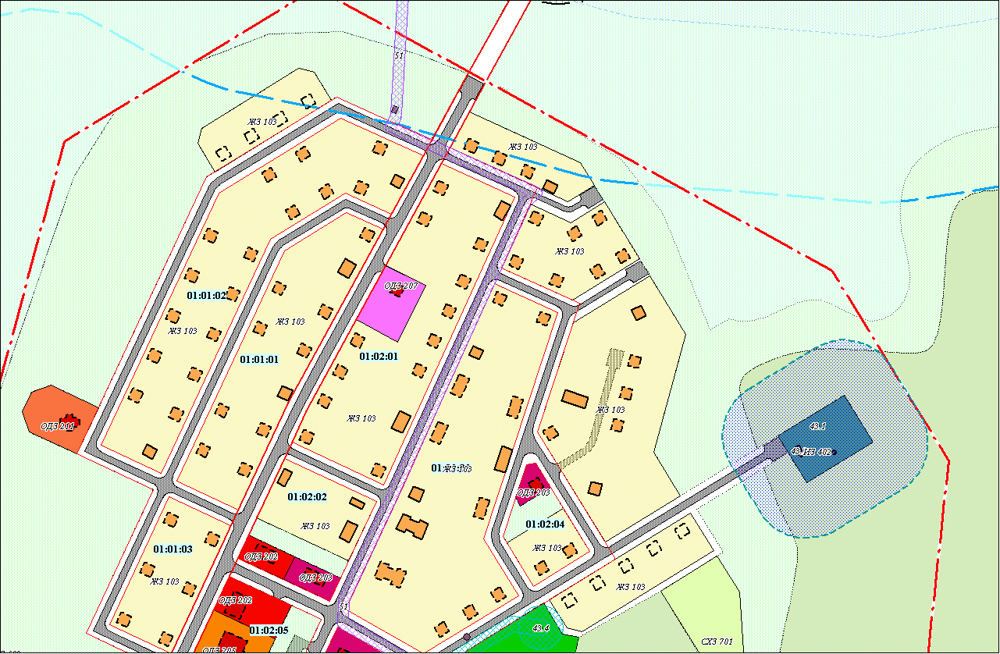 51
ЖЗ 103
ЖЗ 103
ЖЗ 103
ОДЗ 207
01:01:02
ЖЗ 103
ЖЗ 103
01:01:01
01:02:01
ЖЗ 103
ЖЗ 103
ОДЗ 211
43.1
ИЗ 402
ЖЗ 103
01:02:02
ОДЗ 203
ЖЗ 103
01:02:04
01:01:03
ЖЗ 103
ОДЗ 202
ЖЗ 103
ОДЗ 203
ЖЗ 103
ОДЗ 202
51
01:02:05
43.4
СХЗ 701
ОДЗ 205